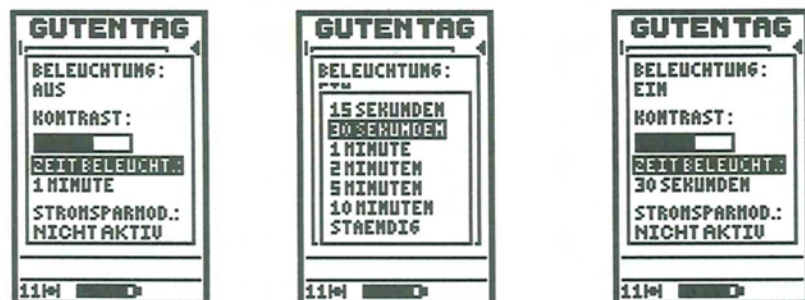 GUTEN TAG
BELEUCHTUNG:
AUS
KONTRAST:
ZEIT BELEUCHT.:
1 MINUTE
STROMSPARMOD.:
NICHT AKTIV
11
GUTEN TAG
BELEUCHTUNG:
15 SEKUNDEN
30 SEKUNDEN
1 MINUTE
2 MINUTEN
5 MINUTEN
10 MINUTEN
STAENDIG
11
GUTEN TAG
BELEUCHTUNG:
EIN
KONTRAST:
ZEIT BELEUCHT.:
30 SEKUNDEN
STROMSPARMOD.:
NICHT AKTIV
11